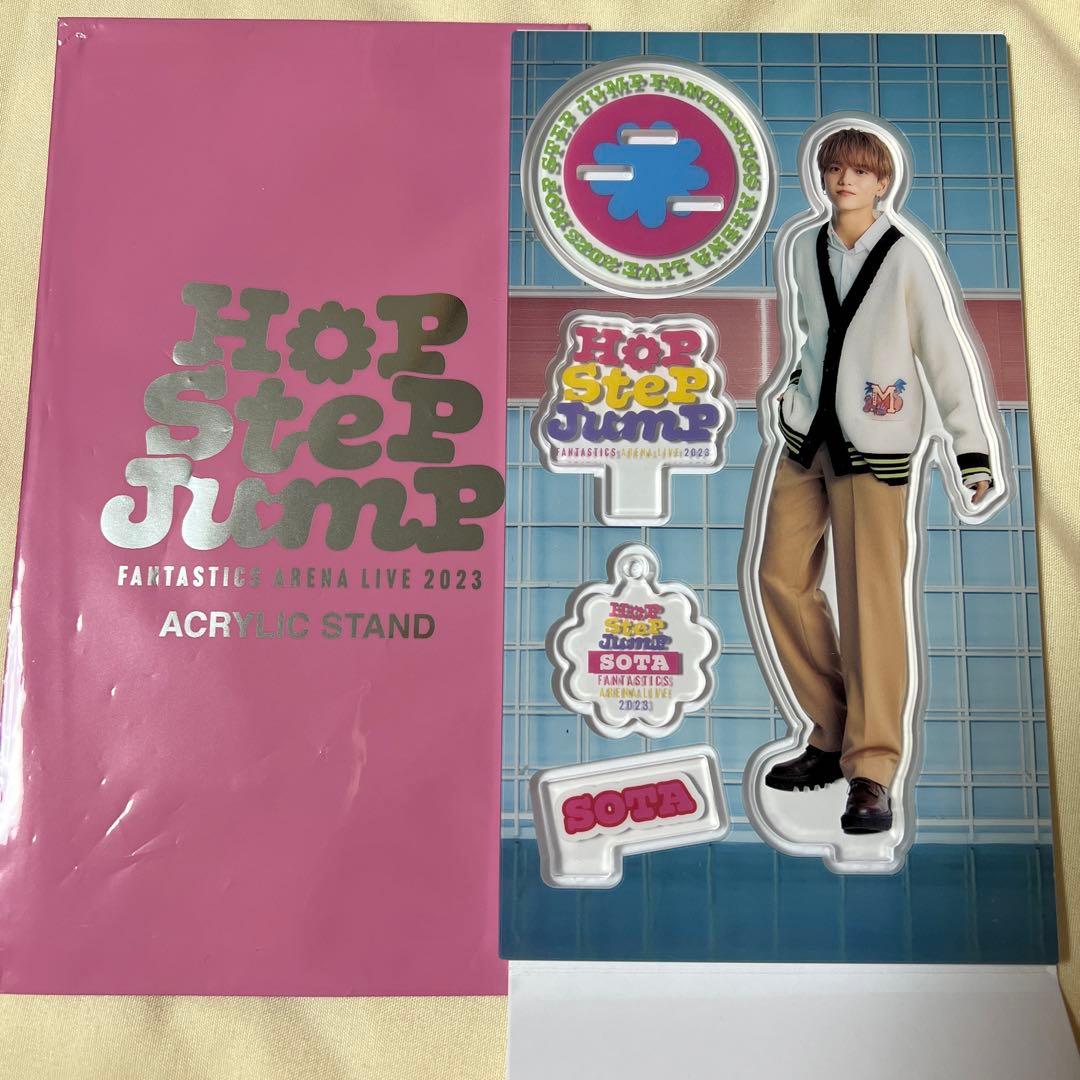 HOP
SteP
JumP
FANTASTICS ARENA LIVE 2023
ACRYLIC STAND
HOP STEP JUMP FANTASTICS ARENA LIVE 2023
HOP
SteP
JumP
FANTASTICS ARENA LIVE 2023
HOP
SteP
JumP
SOTA
FANTASTICS
ARENA LIVE
2023
SOTA
M